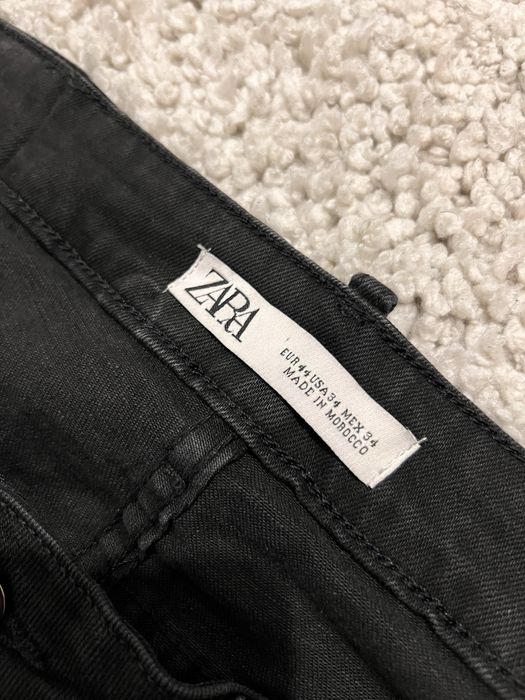 ZARA
EUR 44 USA 34 MEX 34
MADE IN MOROCCO